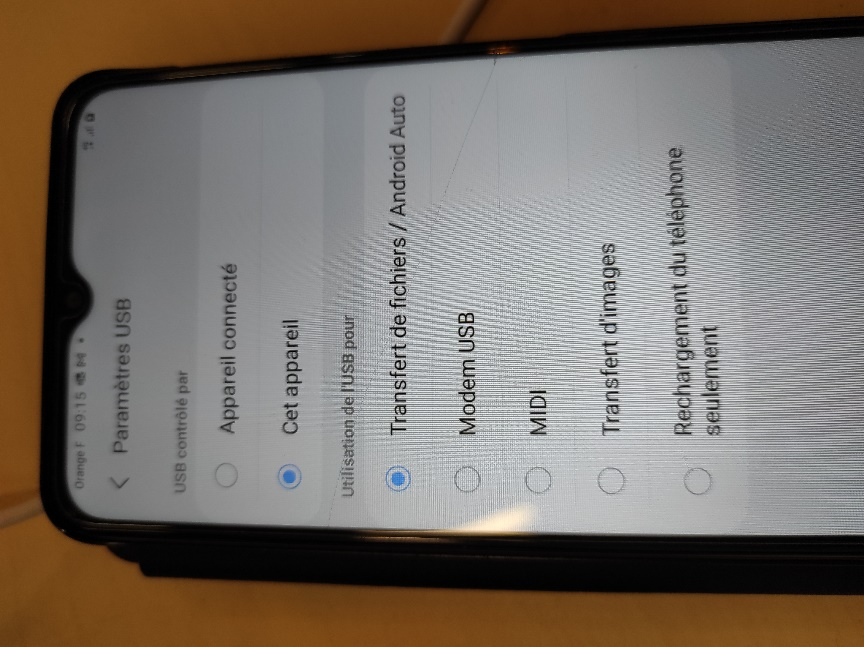 Orange F 09:15
Paramètres USB
USB contrôlé par
Appareil connecté
Cet appareil
Utilisation de l'USB pour
Transfert de fichiers / Android Auto
Modem USB
MIDI
Transfert d'images
Rechargement du téléphone
seulement